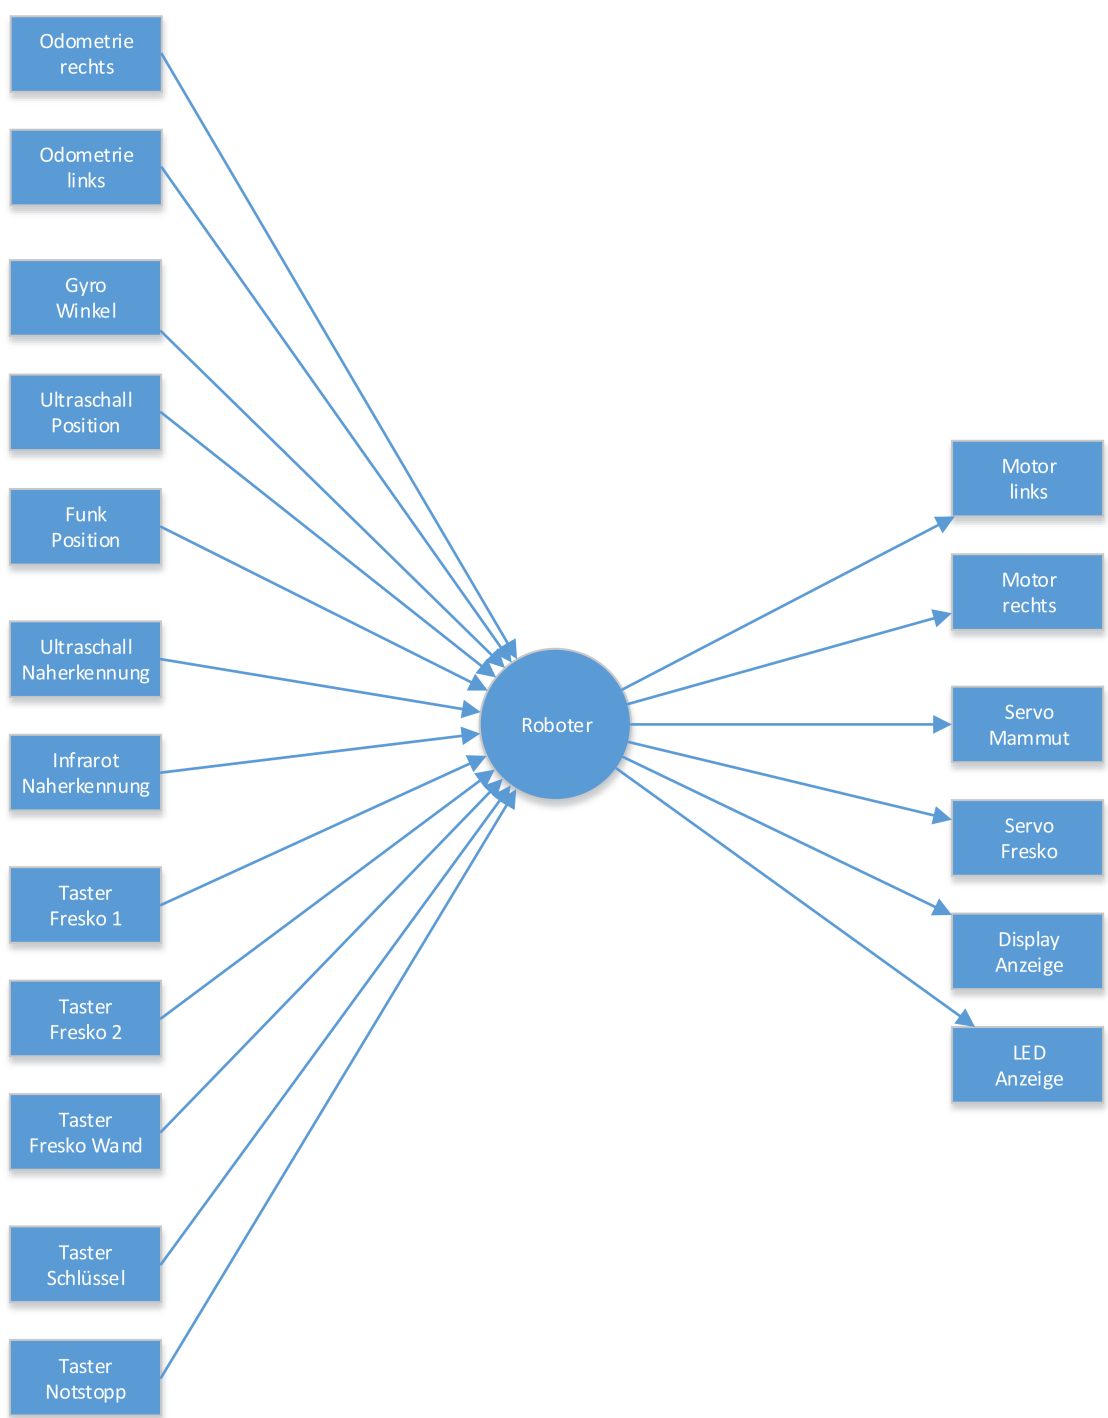 Odometrie
rechts
Odometrie
links
Gyro
Winkel
Ultraschall
Position
Funk
Position
Ultraschall
Naherkennung
Infrarot
Naherkennung
Taster
Fresko 1
Taster
Fresko 2
Taster
Fresko Wand
Taster
Schlüssel
Taster
Notstopp
Roboter
Motor
links
Motor
rechts
Servo
Mammut
Servo
Fresko
Display
Anzeige
LED
Anzeige